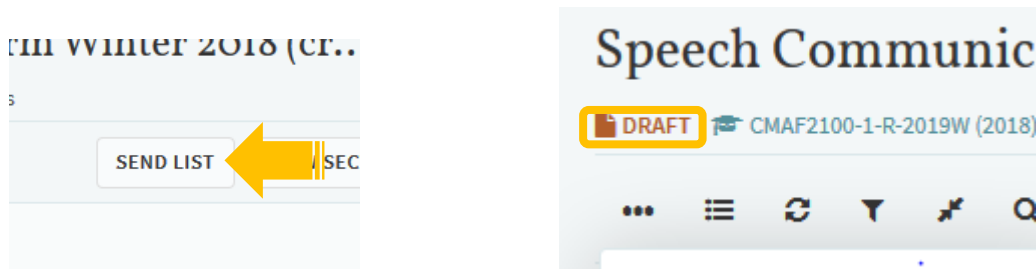 Winter 2018 (cr..
s
SEND LIST
SEC
Speech Communic
DRAFT CMAF2100-1-R-2019W (2018)